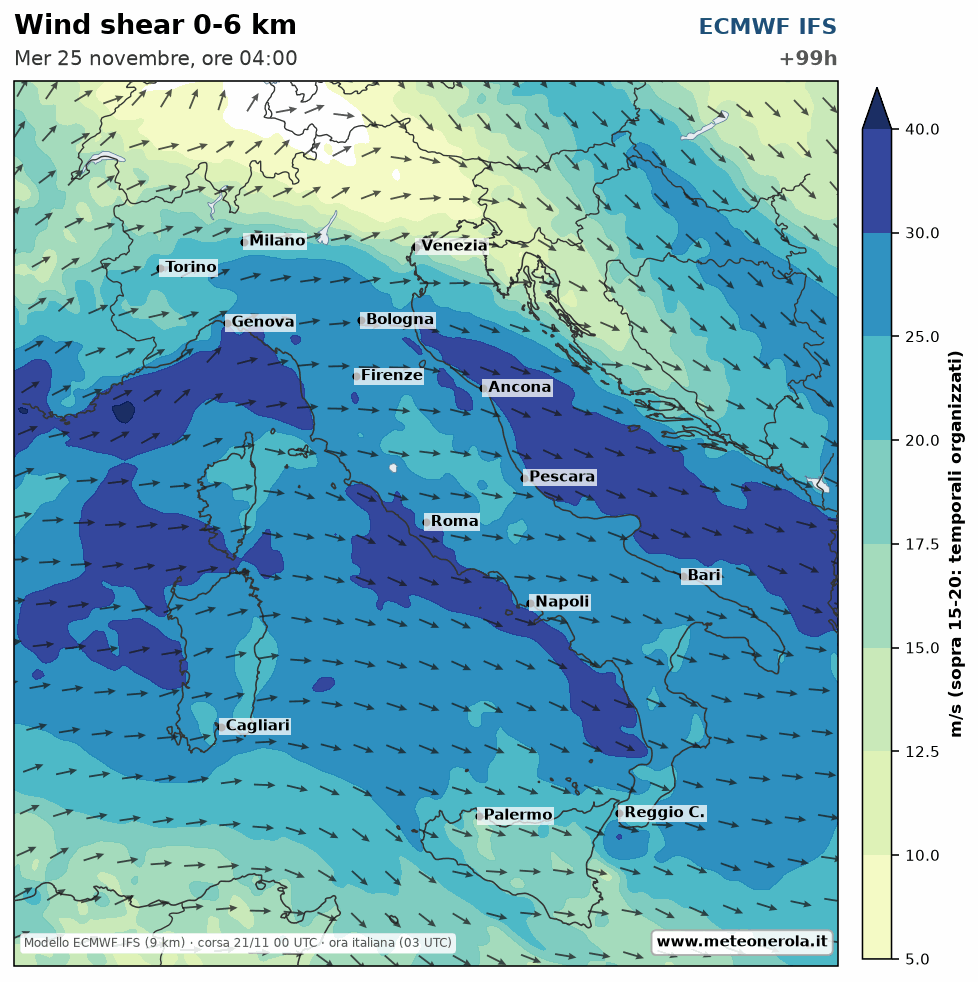 Wind shear 0-6 km
ECMWF IFS
Mer 25 novembre, ore 04:00
+99h
Milano
Venezia
Torino
Genova
Bologna
Firenze
Ancona
Pescara
Roma
Bari
Napoli
Cagliari
Palermo
Reggio C.
40.0
30.0
25.0
20.0
17.5
15.0
12.5
10.0
5.0
m/s (sopra 15-20: temporali organizzati)
Modello ECMWF IFS (9 km) · corsa 21/11 00 UTC · ora italiana (03 UTC)
www.meteonerola.it